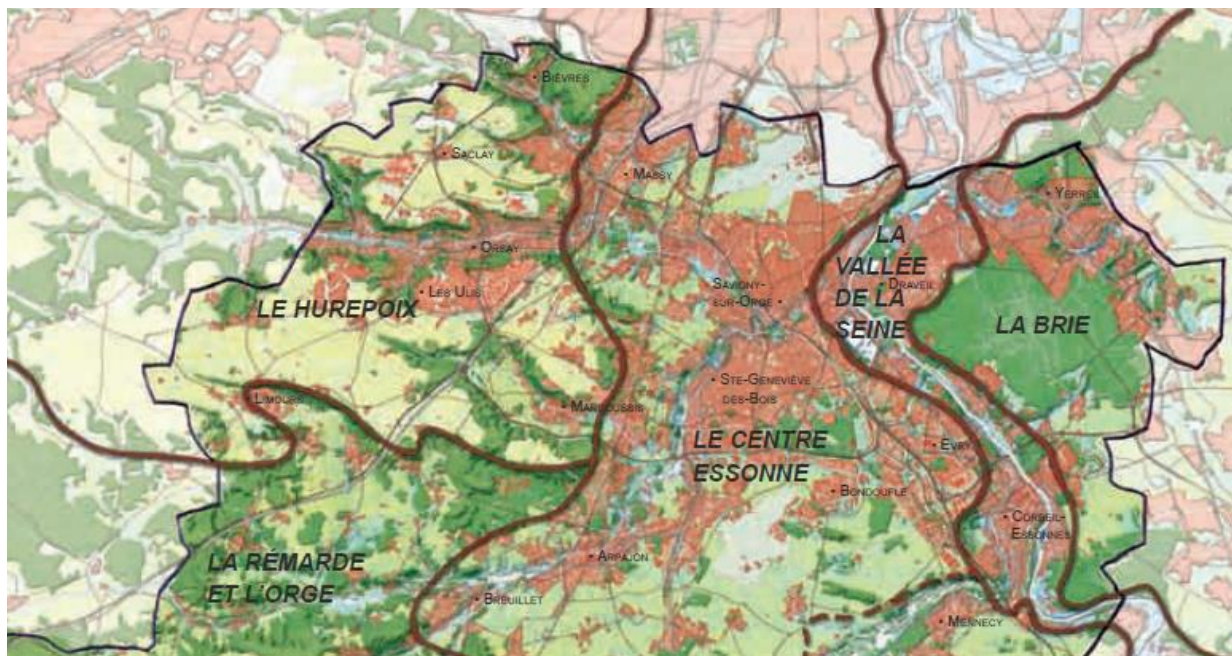 • BIÈVRES
• SACLAY
• MASSY
• YERRES
• ORSAY
LA
VALLÉE
DE LA
SEINE
• DRAVEIL
• LES ULIS
LE HUREPOIX
SAVIGNY-
SUR-ORGE •
LA BRIE
• LIMOURS
• MARCOUSSIS
• STE-GENEVIÈVE
DES-BOIS
LE CENTRE
ESSONNE
• EVRY
• BONDOUFLE
• CORBEIL-
ESSONNES
LA RÉMARDE
ET L'ORGE
• ARPAJON
• BREUILLET
• MENNECY